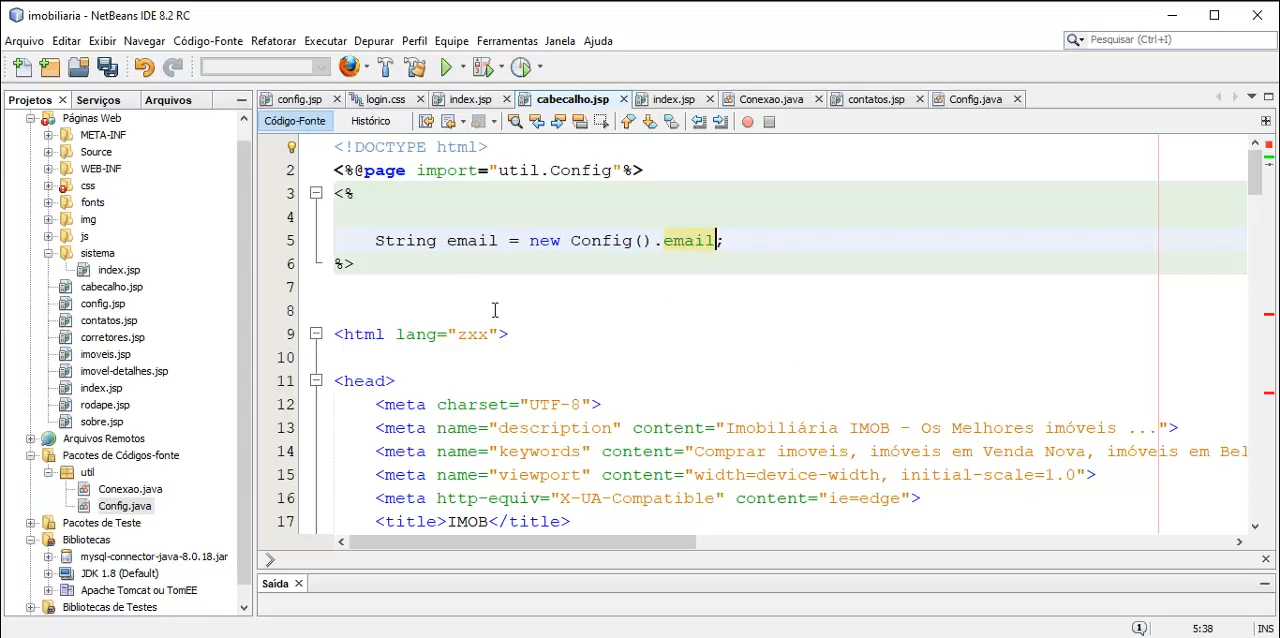 imobiliaria - NetBeans IDE 8.2 RC
Arquivo Editar Exibir Navegar Código-Fonte Refatorar Executar Depurar Perfil Equipe Ferramentas Janela Ajuda
Pesquisar (Ctrl+I)
Projetos Serviços Arquivos
config.jsp login.css index.jsp cabecalho.jsp index.jsp Conexao.java contatos.jsp Config.java
Código-Fonte Histórico
Páginas Web
META-INF
Source
WEB-INF
css
fonts
img
js
sistema
index.jsp
cabecalho.jsp
config.jsp
contatos.jsp
corretores.jsp
imoveis.jsp
imovel-detalhes.jsp
index.jsp
rodape.jsp
sobre.jsp
Arquivos Remotos
Pacotes de Códigos-fonte
util
Conexao.java
Config.java
Pacotes de Teste
Bibliotecas
mysql-connector-java-8.0.18.jar
JDK 1.8 (Default)
Apache Tomcat ou TomEE
Bibliotecas de Testes
<!DOCTYPE html>
2 <%@page import="util.Config"%>
3 <%
4
5 String email = new Config().email;
6 %>
7
8
9 <html lang="zxx">
10
11 <head>
12 <meta charset="UTF-8">
13 <meta name="description" content="Imobiliária IMOB - Os Melhores imóveis ...">
14 <meta name="keywords" content="Comprar imoveis, imóveis em Venda Nova, imóveis em Bel
15 <meta name="viewport" content="width=device-width, initial-scale=1.0">
16 <meta http-equiv="X-UA-Compatible" content="ie=edge">
17 <title>IMOB</title>
Saída
1 5:38 INS